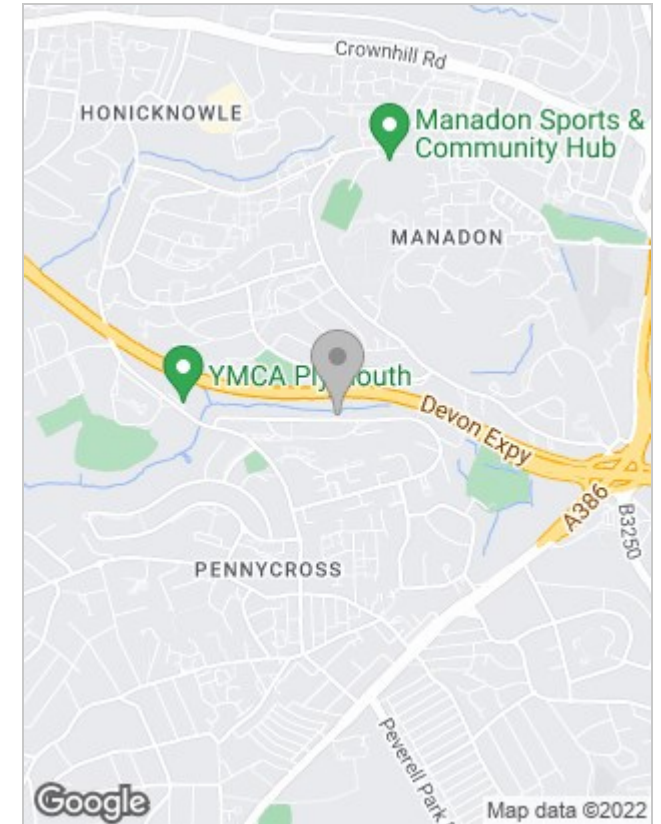 Crownhill Rd
HONICKNOWLE
Manadon Sports &
Community Hub
MANADON
YMCA Plymouth
Devon Expy
A386
B3250
PENNYCROSS
Peverell Park
Google
Map data ©2022